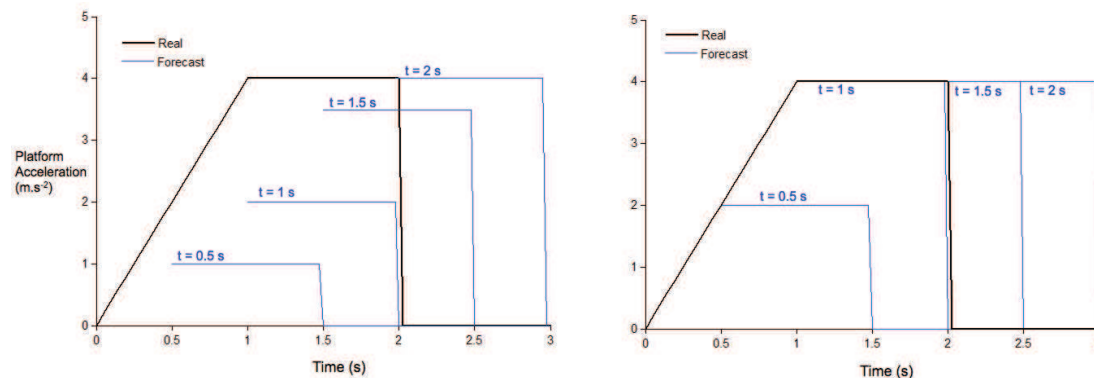 5
Real
Forecast
4
t = 2 s
t = 1.5 s
3
Platform
Acceleration
(m.s-2)
2
t = 1 s
1
t = 0.5 s
0
0 0.5 1 1.5 2 2.5 3
Time (s)
5
Real
Forecast
4
t = 1 s t = 1.5 s t = 2 s
3
2
t = 0.5 s
1
0
0 0.5 1 1.5 2 2.5
Time (s)